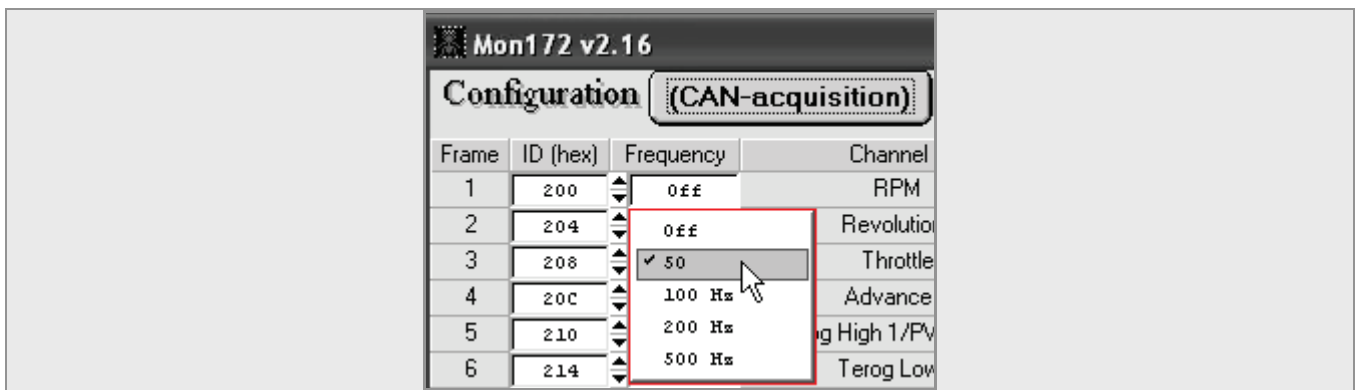 Mon172 v2.16
Configuration (CAN-acquisition)
Frame ID (hex) Frequency Channel
1 200 Off RPM
2 204 Off Revolution
3 208 ✔ 50 Throttle
4 20C 100 Hz Advance
5 210 200 Hz g High 1/PV
6 214 500 Hz Terog Low